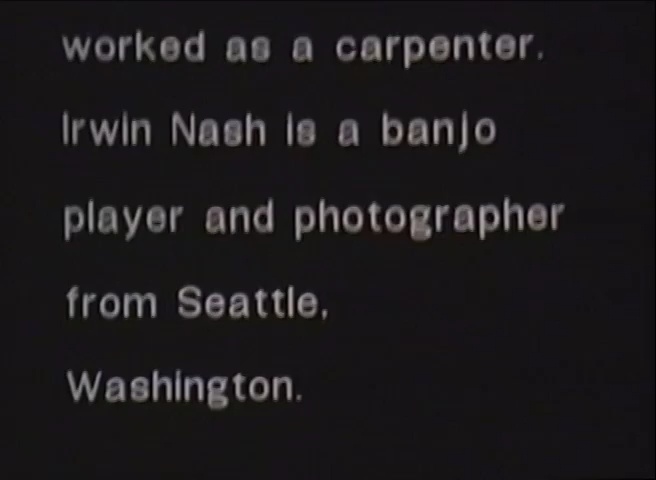 worked as a carpenter.
Irwin Nash is a banjo
player and photographer
from Seattle,
Washington.